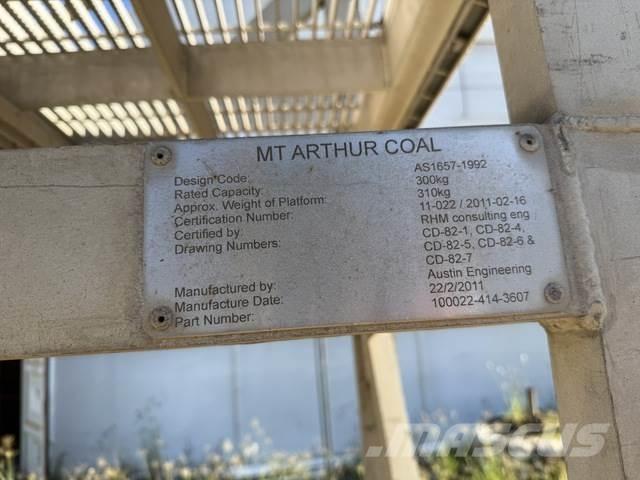 MT ARTHUR COAL
Design Code: AS1657-1992
Rated Capacity: 300kg
Approx. Weight of Platform: 310kg
Certification Number: 11-022 / 2011-02-16
Certified by: RHM consulting eng
Drawing Numbers: CD-82-1, CD-82-4,
CD-82-5, CD-82-6 &
CD-82-7
Manufactured by: Austin Engineering
Manufacture Date: 22/2/2011
Part Number: 100022-414-3607
MASCUS